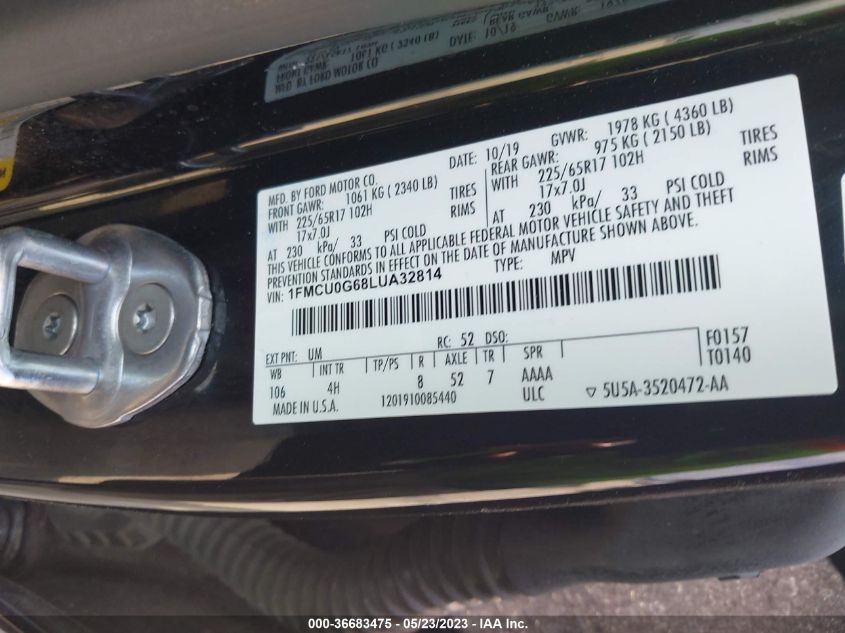 MFD. BY FORD MOTOR CO. DATE: 10/19 GVWR: 1978 KG ( 4360 LB)
FRONT GAWR: 1061 KG ( 2340 LB) REAR GAWR: 975 KG ( 2150 LB)
WITH 225/65R17 102H TIRES WITH 225/65R17 102H TIRES
17x7.0J RIMS 17x7.0J RIMS
AT 230 kPa/ 33 PSI COLD AT 230 kPa/ 33 PSI COLD
THIS VEHICLE CONFORMS TO ALL APPLICABLE FEDERAL MOTOR VEHICLE SAFETY AND THEFT
PREVENTION STANDARDS IN EFFECT ON THE DATE OF MANUFACTURE SHOWN ABOVE.
VIN: 1FMCU0G68LUA32814 TYPE: MPV
EXT PNT: UM RC: 52 DSO: F0157
WB INT TR TP/PS R AXLE TR SPR T0140
106 4H 8 52 7 AAAA
MADE IN U.S.A. 1201910085440 ULC ▽ 5U5A-3520472-AA
000-36683475 - 05/23/2023 - IAA Inc.